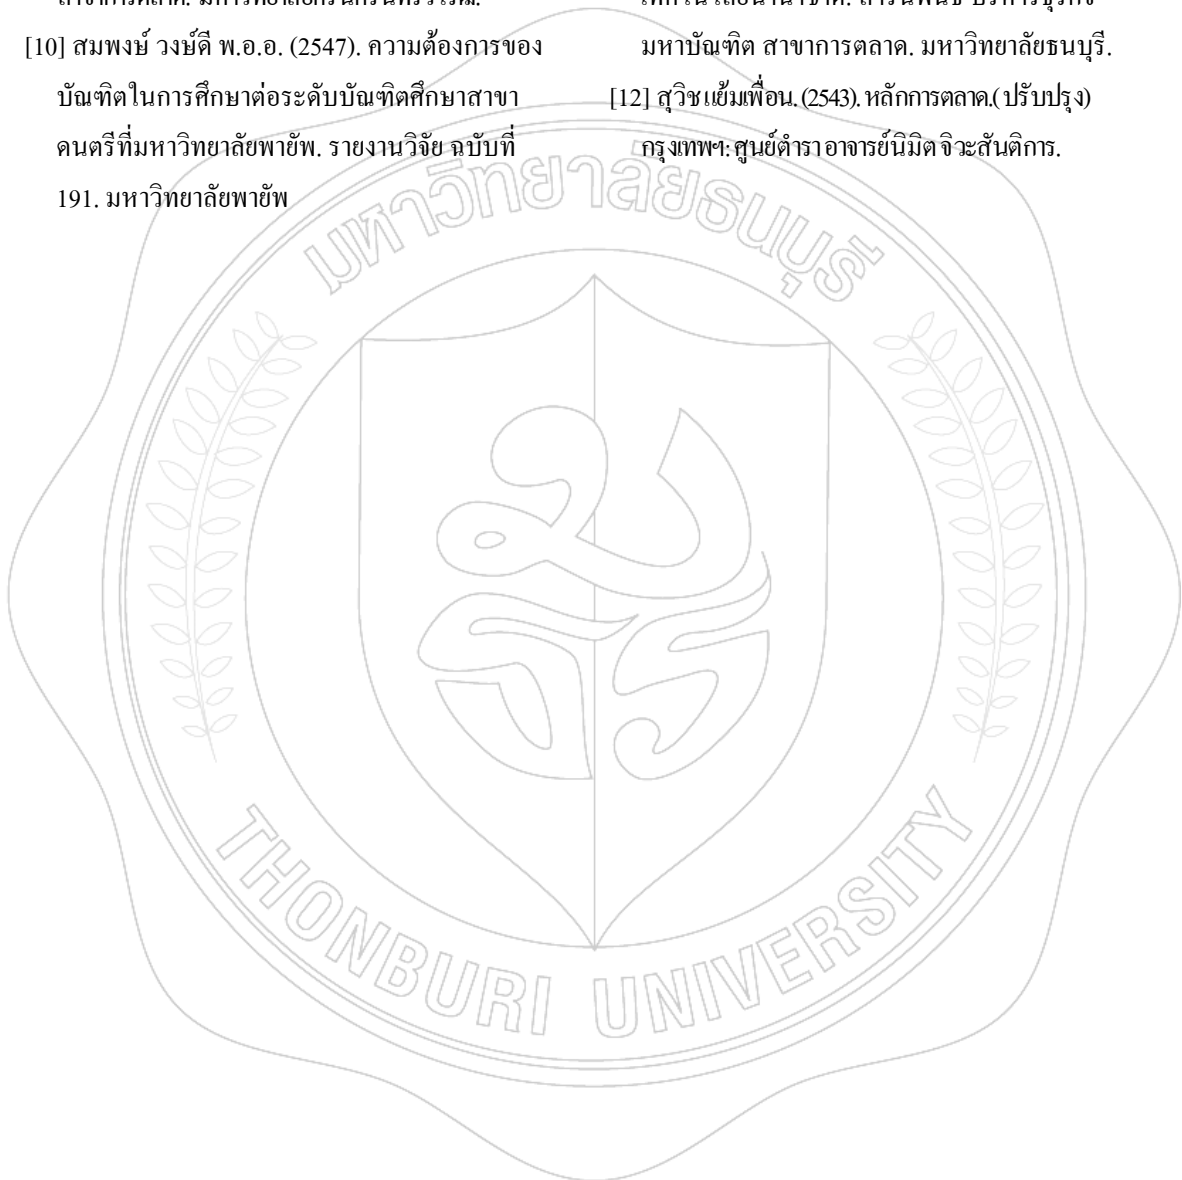 [10] สมพงษ์ วงษ์ดี พ.อ.อ. (2547). ความต้องการของ
บัณฑิตในการศึกษาต่อระดับบัณฑิตศึกษาสาขา
ดนตรีที่มหาวิทยาลัยพายัพ. รายงานวิจัย ฉบับที่
191. มหาวิทยาลัยพายัพ
มหาบัณฑิต สาขาการตลาด. มหาวิทยาลัยธนบุรี.
[12] สุวิช แย้มเผื่อน. (2543). หลักการตลาด.( ปรับปรุง)
กรุงเทพฯ: ศูนย์ตำรา อาจารย์นิมิต จิวะสันติการ.
มหาวิทยาลัยธนบุรี
มธร
THONBURI UNIVERSITY